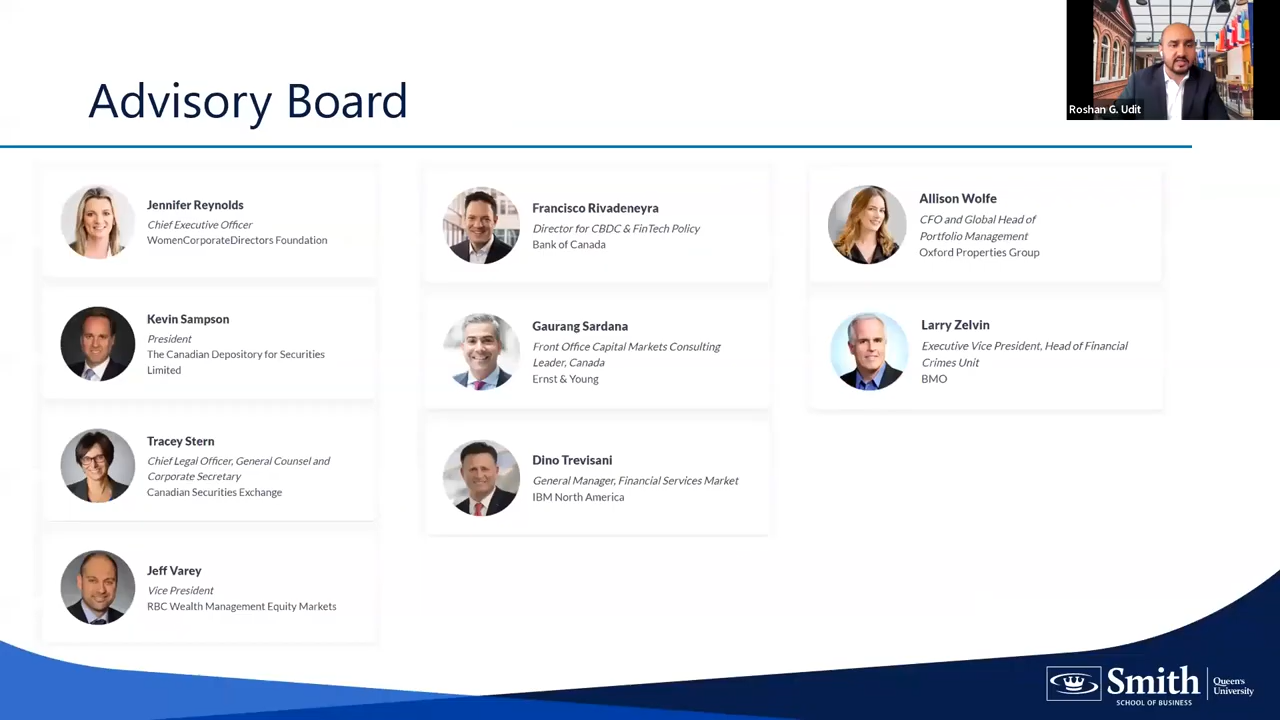 Advisory Board
Roshan G. Udit
Jennifer Reynolds
Chief Executive Officer
WomenCorporateDirectors Foundation
Kevin Sampson
President
The Canadian Depository for Securities
Limited
Tracey Stern
Chief Legal Officer, General Counsel and
Corporate Secretary
Canadian Securities Exchange
Jeff Varey
Vice President
RBC Wealth Management Equity Markets
Francisco Rivadeneyra
Director for CBDC & FinTech Policy
Bank of Canada
Gaurang Sardana
Front Office Capital Markets Consulting
Leader, Canada
Ernst & Young
Dino Trevisani
General Manager, Financial Services Market
IBM North America
Allison Wolfe
CFO and Global Head of
Portfolio Management
Oxford Properties Group
Larry Zelvin
Executive Vice President, Head of Financial
Crimes Unit
BMO
Smith
SCHOOL OF BUSINESS
Queen's
University